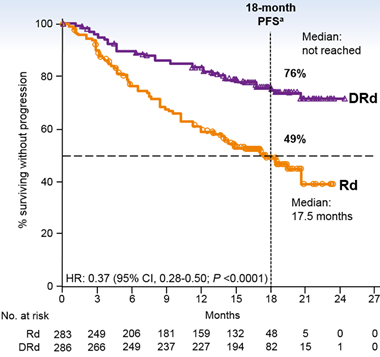 18-month
PFSa
Median:
not reached
100
80
60
40
20
0
% surviving without progression
76%
DRd
49%
Rd
Median:
17.5 months
HR: 0.37 (95% CI, 0.28-0.50; P <0.0001)
0 3 6 9 12 15 18 21 24 27
No. at risk Months
Rd 283 249 206 181 159 132 48 5 0 0
DRd 286 266 249 237 227 194 82 15 1 0